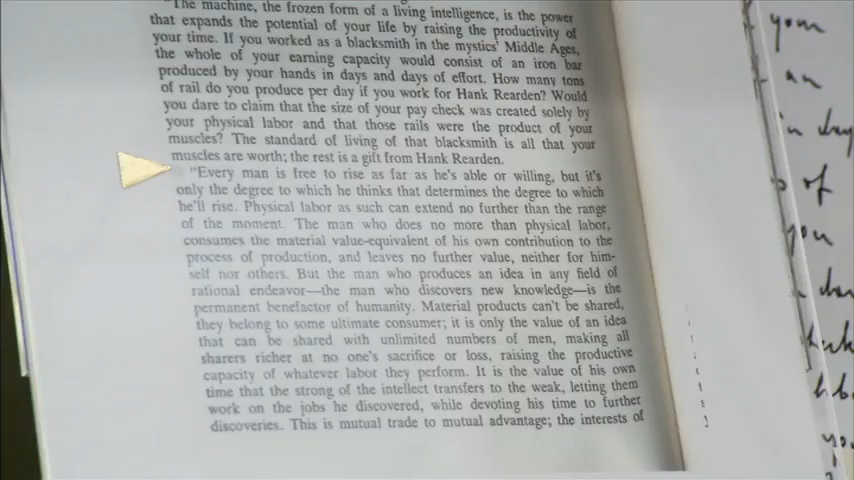 "The machine, the frozen form of a living intelligence, is the power
that expands the potential of your life by raising the productivity of
your time. If you worked as a blacksmith in the mystics' Middle Ages,
the whole of your earning capacity would consist of an iron bar
produced by your hands in days and days of effort. How many tons
of rail do you produce per day if you work for Hank Rearden? Would
you dare to claim that the size of your pay check was created solely by
your physical labor and that those rails were the product of your
muscles? The standard of living of that blacksmith is all that your
muscles are worth; the rest is a gift from Hank Rearden.
"Every man is free to rise as far as he's able or willing, but it's
only the degree to which he thinks that determines the degree to which
he'll rise. Physical labor as such can extend no further than the range
of the moment. The man who does no more than physical labor,
consumes the material value-equivalent of his own contribution to the
process of production, and leaves no further value, neither for him-
self nor others. But the man who produces an idea in any field of
rational endeavor—the man who discovers new knowledge—is the
permanent benefactor of humanity. Material products can't be shared,
they belong to some ultimate consumer; it is only the value of an idea
that can be shared with unlimited numbers of men, making all
sharers richer at no one's sacrifice or loss, raising the productive
capacity of whatever labor they perform. It is the value of his own
time that the strong of the intellect transfers to the weak, letting them
work on the jobs he discovered, while devoting his time to further
discoveries. This is mutual trade to mutual advantage; the interests of
your
an
day
of
you